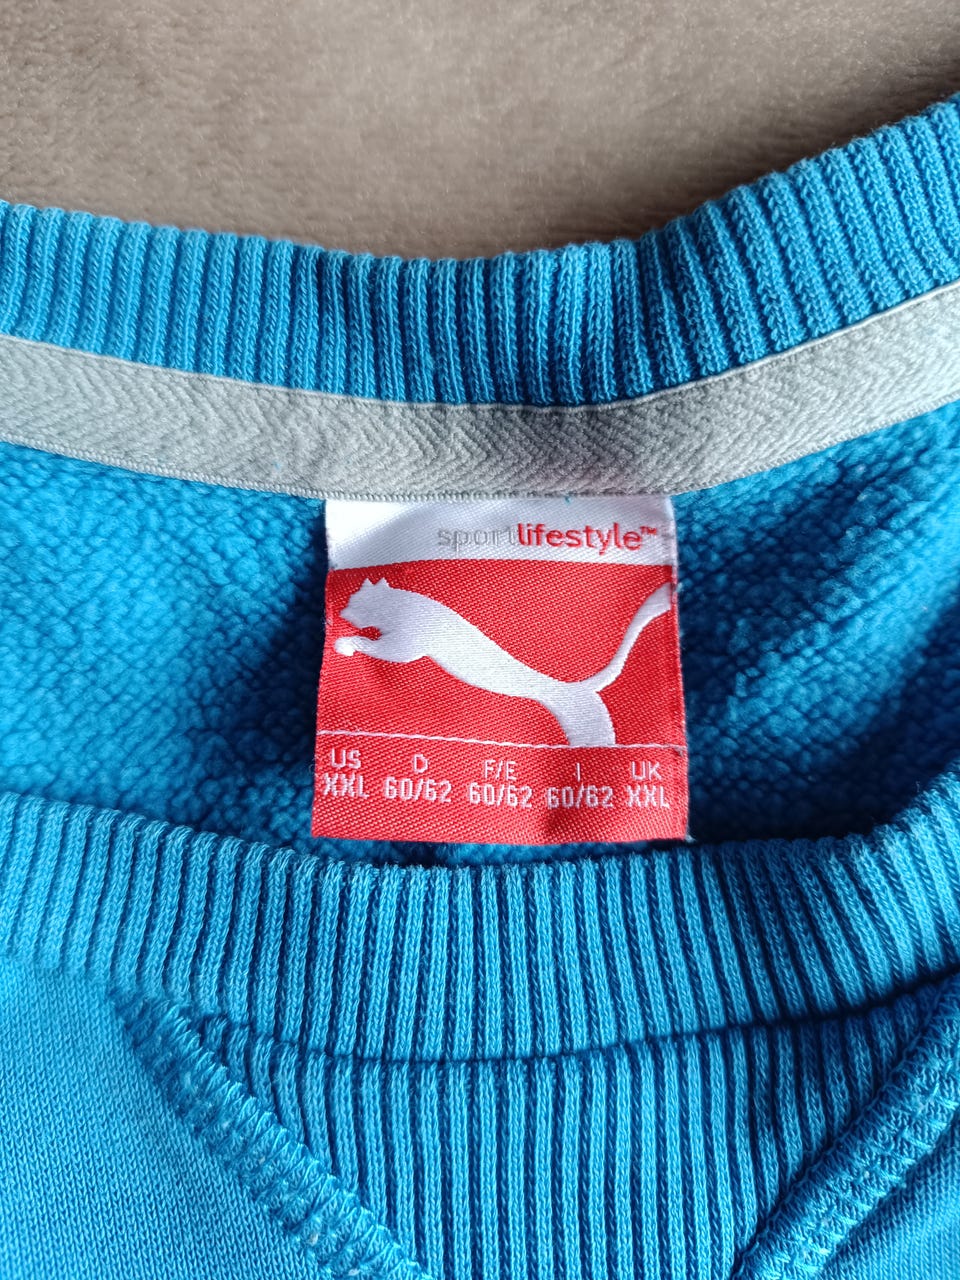 sportlifestyle™
US D F/E I UK
XXL 60/62 60/62 60/62 XXL